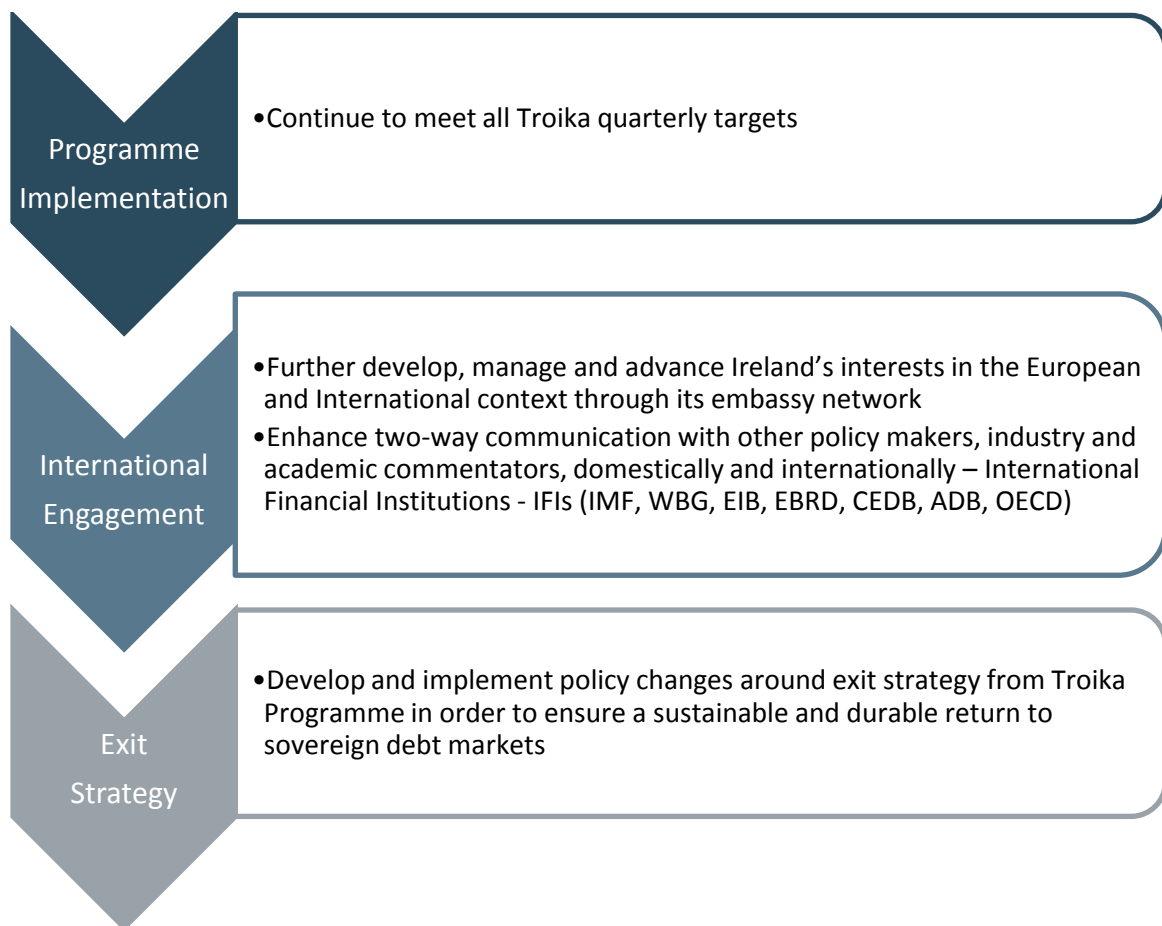 Programme
Implementation
•Continue to meet all Troika quarterly targets
International
Engagement
•Further develop, manage and advance Ireland’s interests in the European
and International context through its embassy network
•Enhance two-way communication with other policy makers, industry and
academic commentators, domestically and internationally – International
Financial Institutions - IFIs (IMF, WBG, EIB, EBRD, CEDB, ADB, OECD)
Exit
Strategy
•Develop and implement policy changes around exit strategy from Troika
Programme in order to ensure a sustainable and durable return to
sovereign debt markets